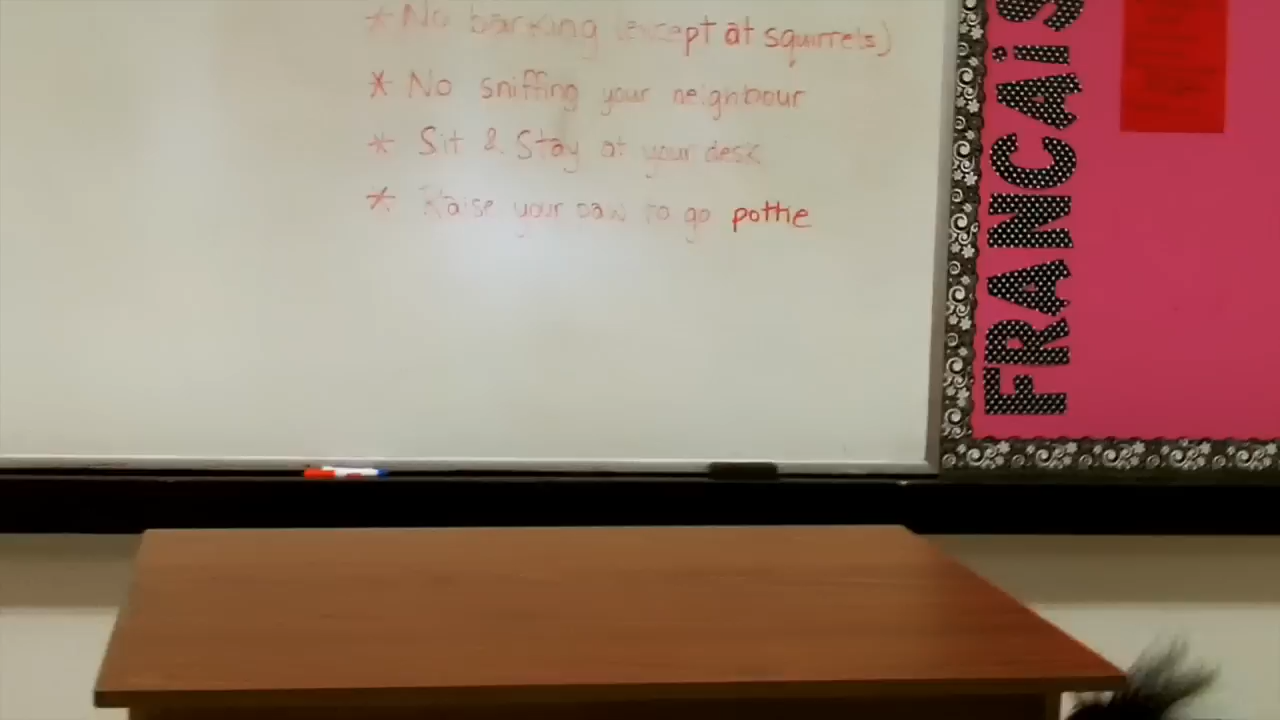 * No barking (except at squirrels)
* No sniffing your neighbour
* Sit & Stay at your desk
* Raise your paw to go pottie
FRANCAiS